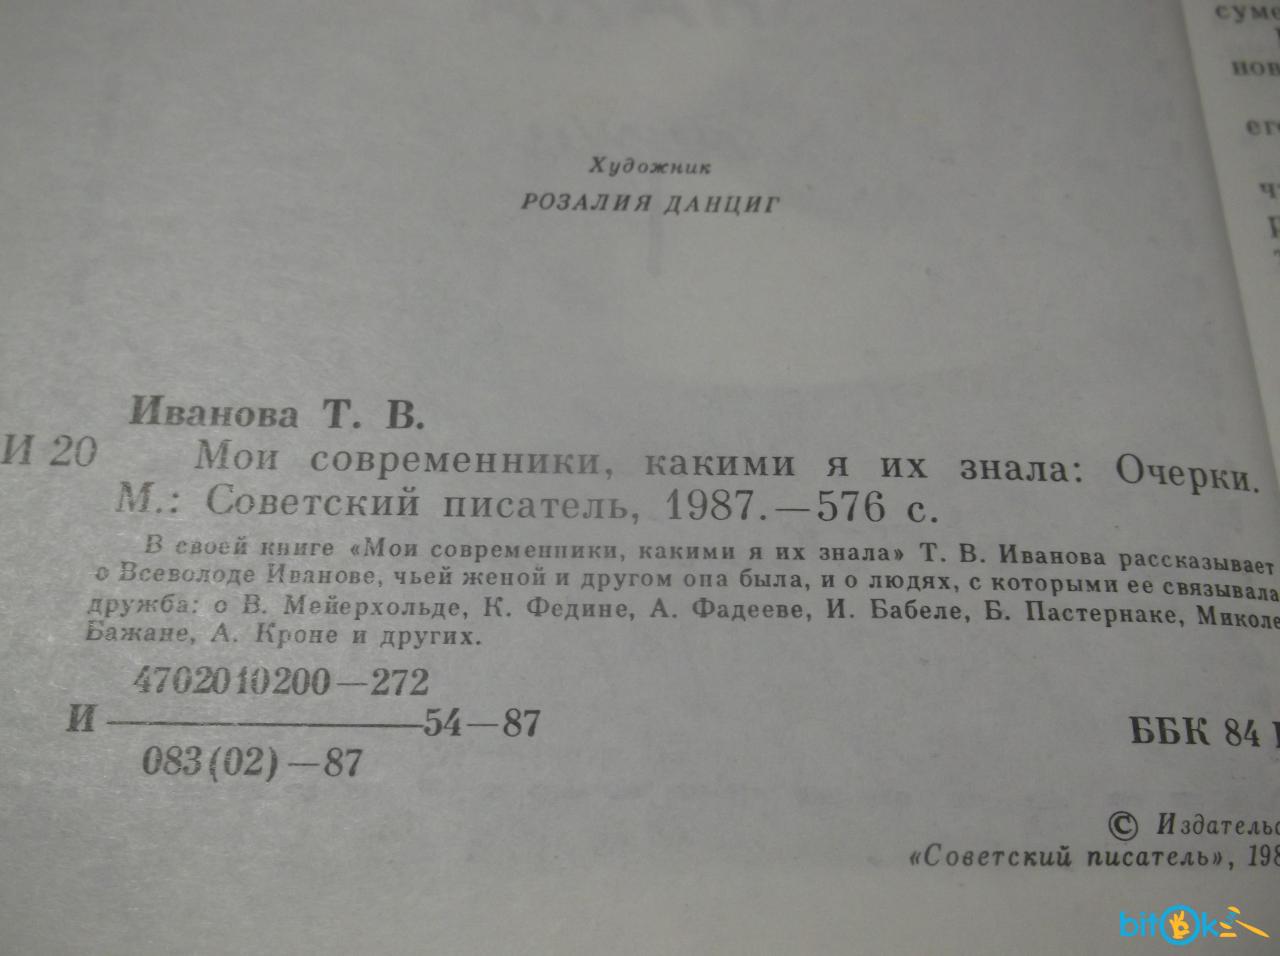 Художник
РОЗАЛИЯ ДАНЦИГ
Иванова Т. В.
И 20 Мои современники, какими я их знала: Очерки.
М.: Советский писатель, 1987.—576 с.
В своей книге «Мои современники, какими я их знала» Т. В. Иванова рассказывает
о Всеволоде Иванове, чьей женой и другом она была, и о людях, с которыми ее связывала
дружба: о В. Мейерхольде, К. Федине, А. Фадееве, И. Бабеле, Б. Пастернаке, Миколе
Бажане, А. Кроне и других.
4702010200—272
И ———— 54—87
083(02)—87
ББК 84
©
«Советский писатель»,